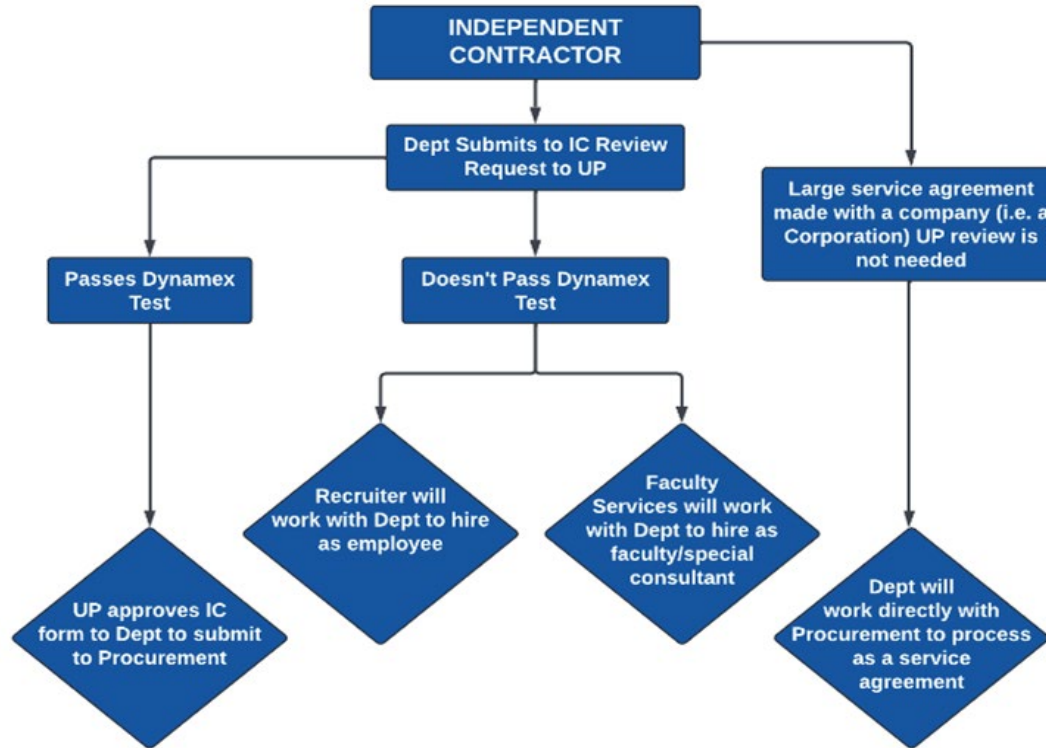 INDEPENDENT
CONTRACTOR
Dept Submits to IC Review
Request to UP
Large service agreement
made with a company (i.e. a
Corporation) UP review is
not needed
Passes Dynamex
Test
Doesn't Pass Dynamex
Test
Recruiter will
work with Dept to hire
as employee
Faculty
Services will work
with Dept to hire as
faculty/special
consultant
UP approves IC
form to Dept to submit
to Procurement
Dept will
work directly with
Procurement to process
as a service
agreement